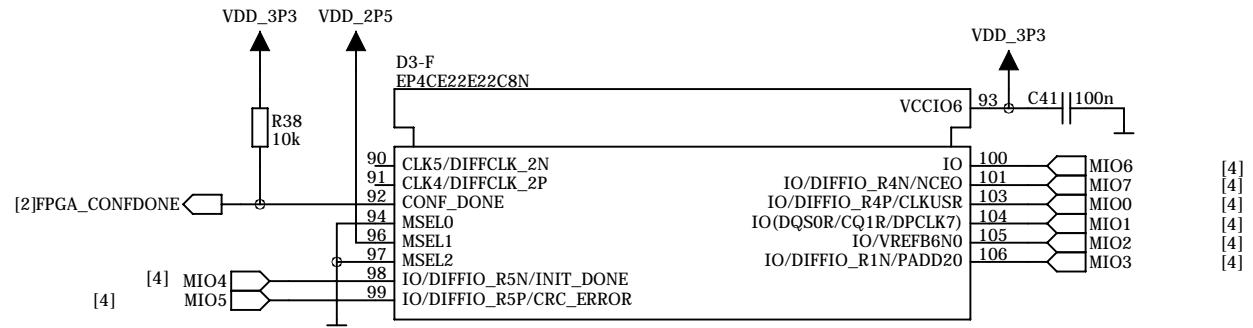 VDD_3P3 VDD_2P5
VDD_3P3
D3-F
EP4CE22E22C8N
VCCIO6 93 C41 100n
R38
10k
90 CLK5/DIFFCLK_2N IO 100 MIO6 [4]
91 CLK4/DIFFCLK_2P IO/DIFFIO_R4N/NCEO 101 MIO7 [4]
[2]FPGA_CONFDONE 92 CONF_DONE IO/DIFFIO_R4P/CLKUSR 103 MIO0 [4]
94 MSEL0 IO(DQS0R/CQ1R/DPCLK7) 104 MIO1 [4]
96 MSEL1 IO/VREFB6N0 105 MIO2 [4]
97 MSEL2 IO/DIFFIO_R1N/PADD20 106 MIO3 [4]
[4] MIO4 98 IO/DIFFIO_R5N/INIT_DONE
[4] MIO5 99 IO/DIFFIO_R5P/CRC_ERROR